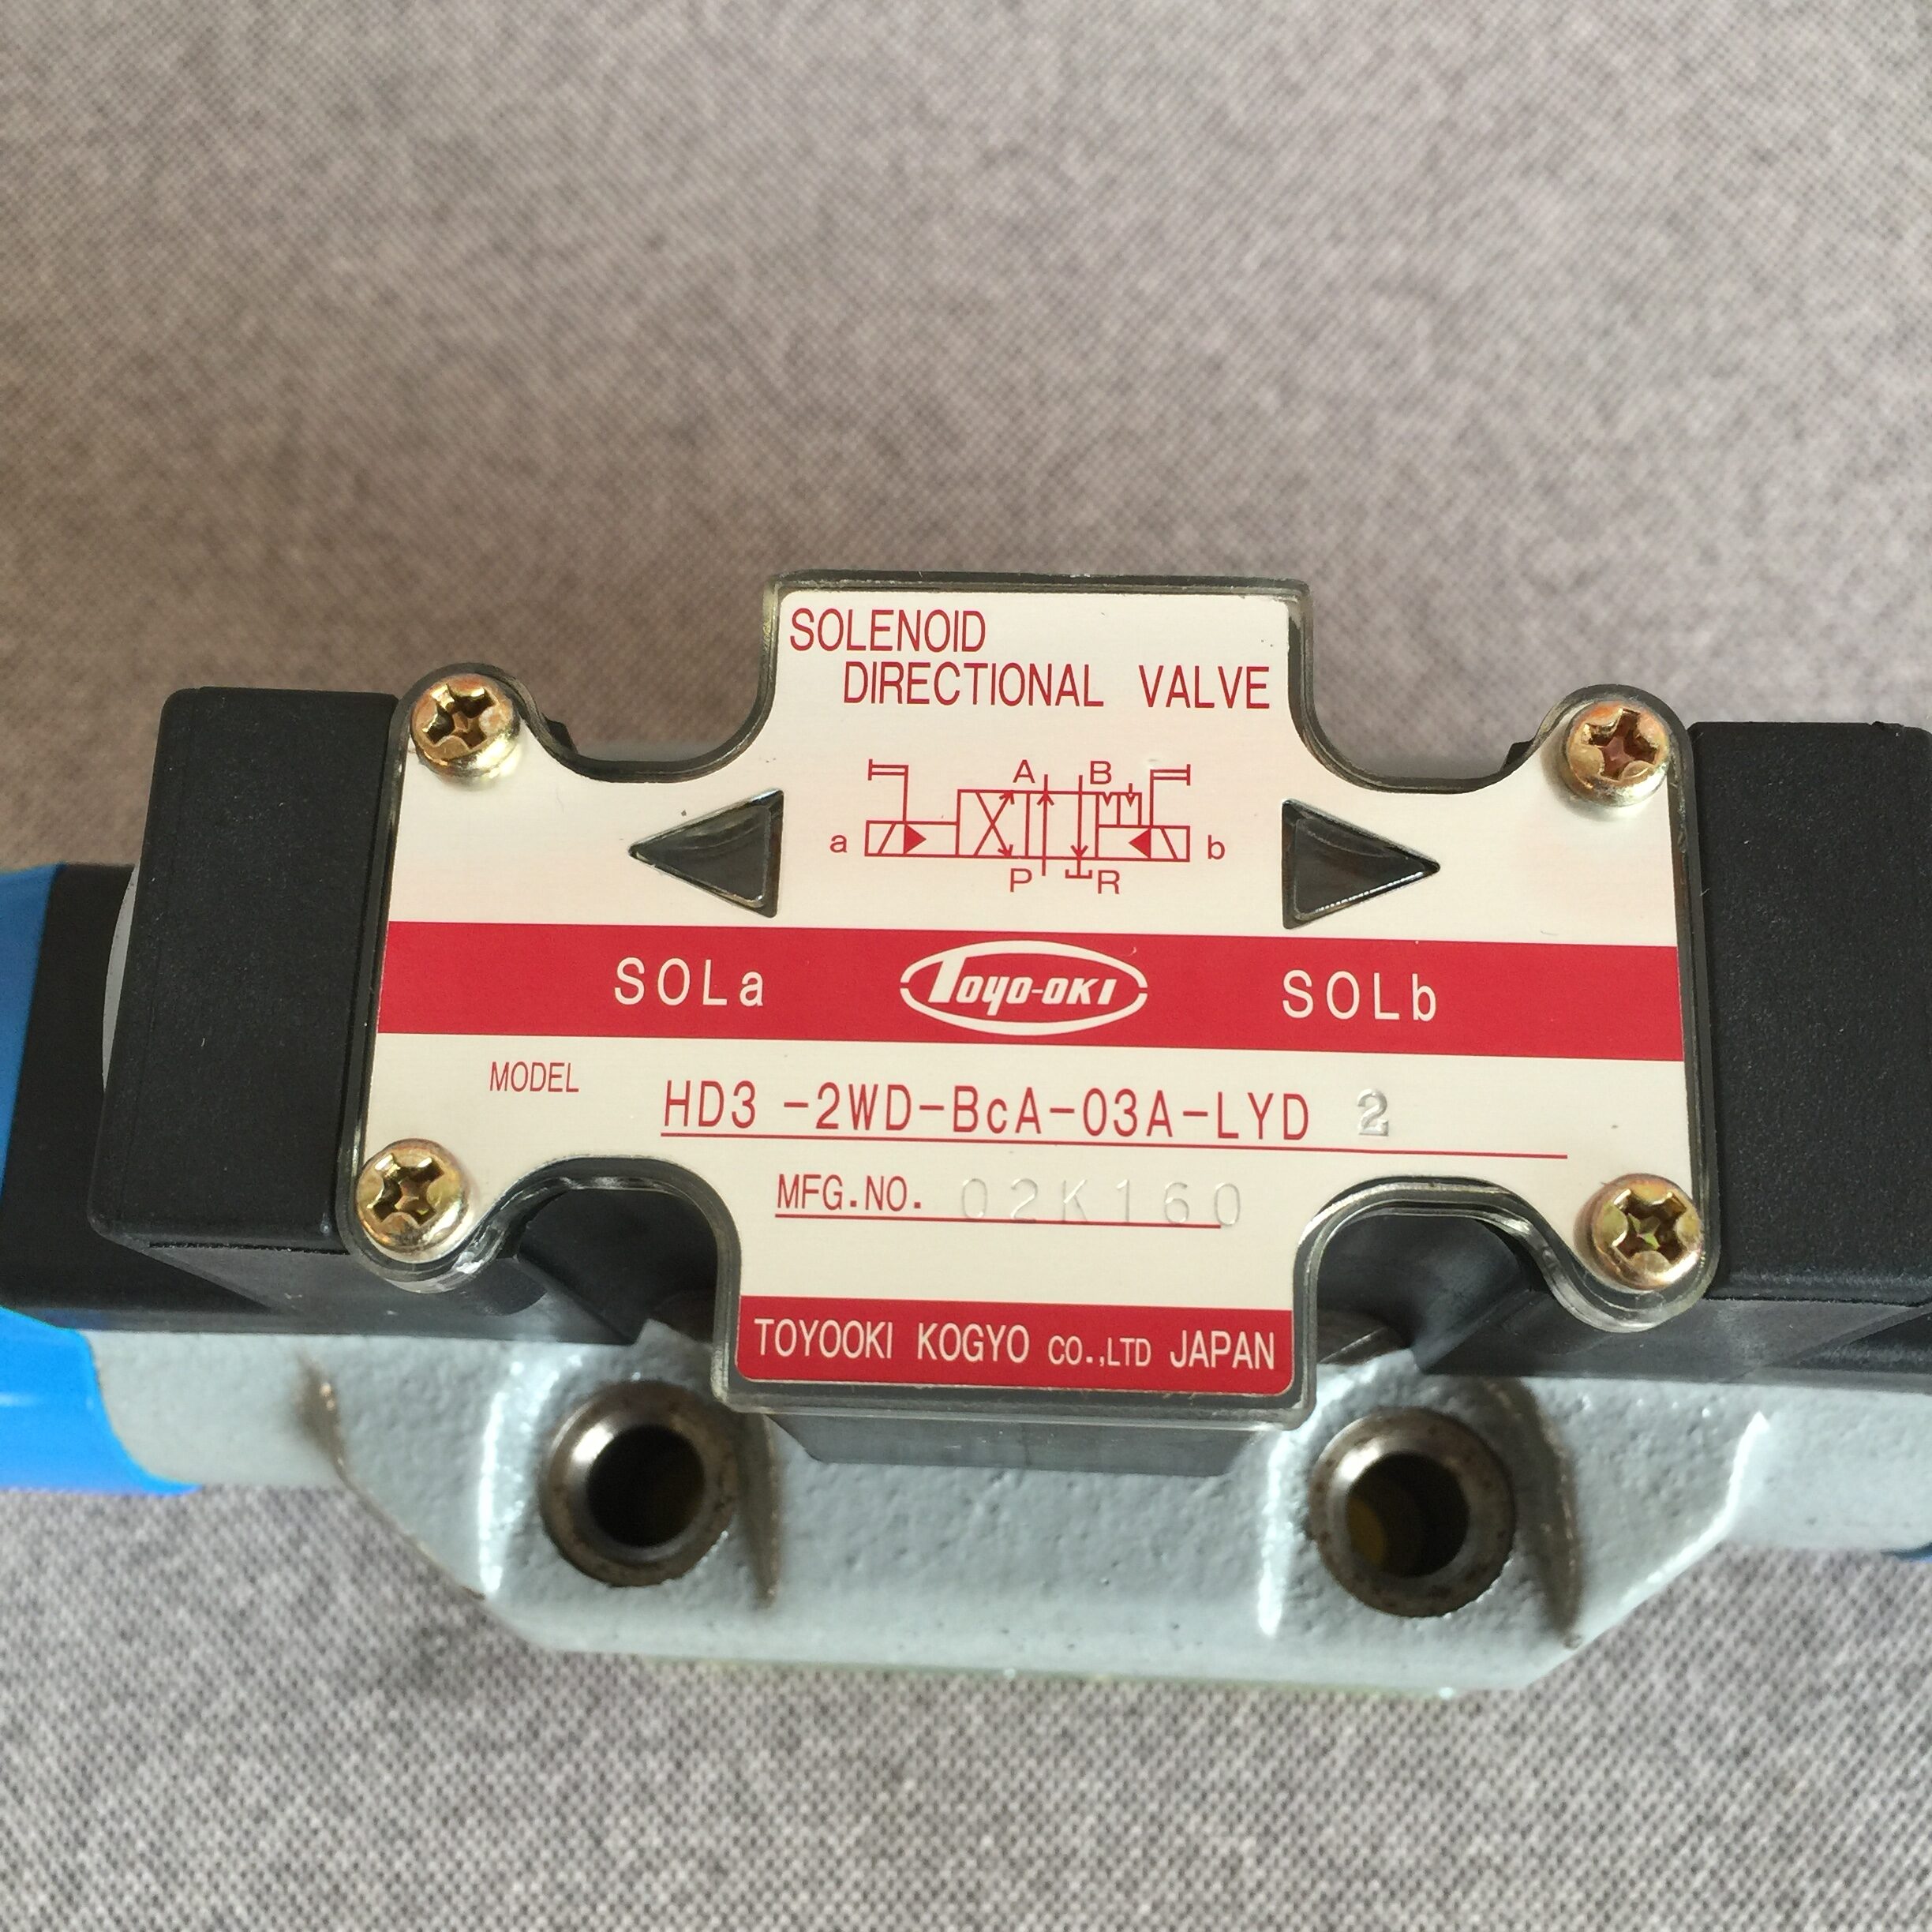 SOLENOID
DIRECTIONAL VALVE
A B
a b
P R
SOLa TOYO-OKI SOLb
MODEL HD3 -2WD-BcA-03A-LYD 2
MFG.NO. 02K160
TOYOOKI KOGYO CO.,LTD JAPAN